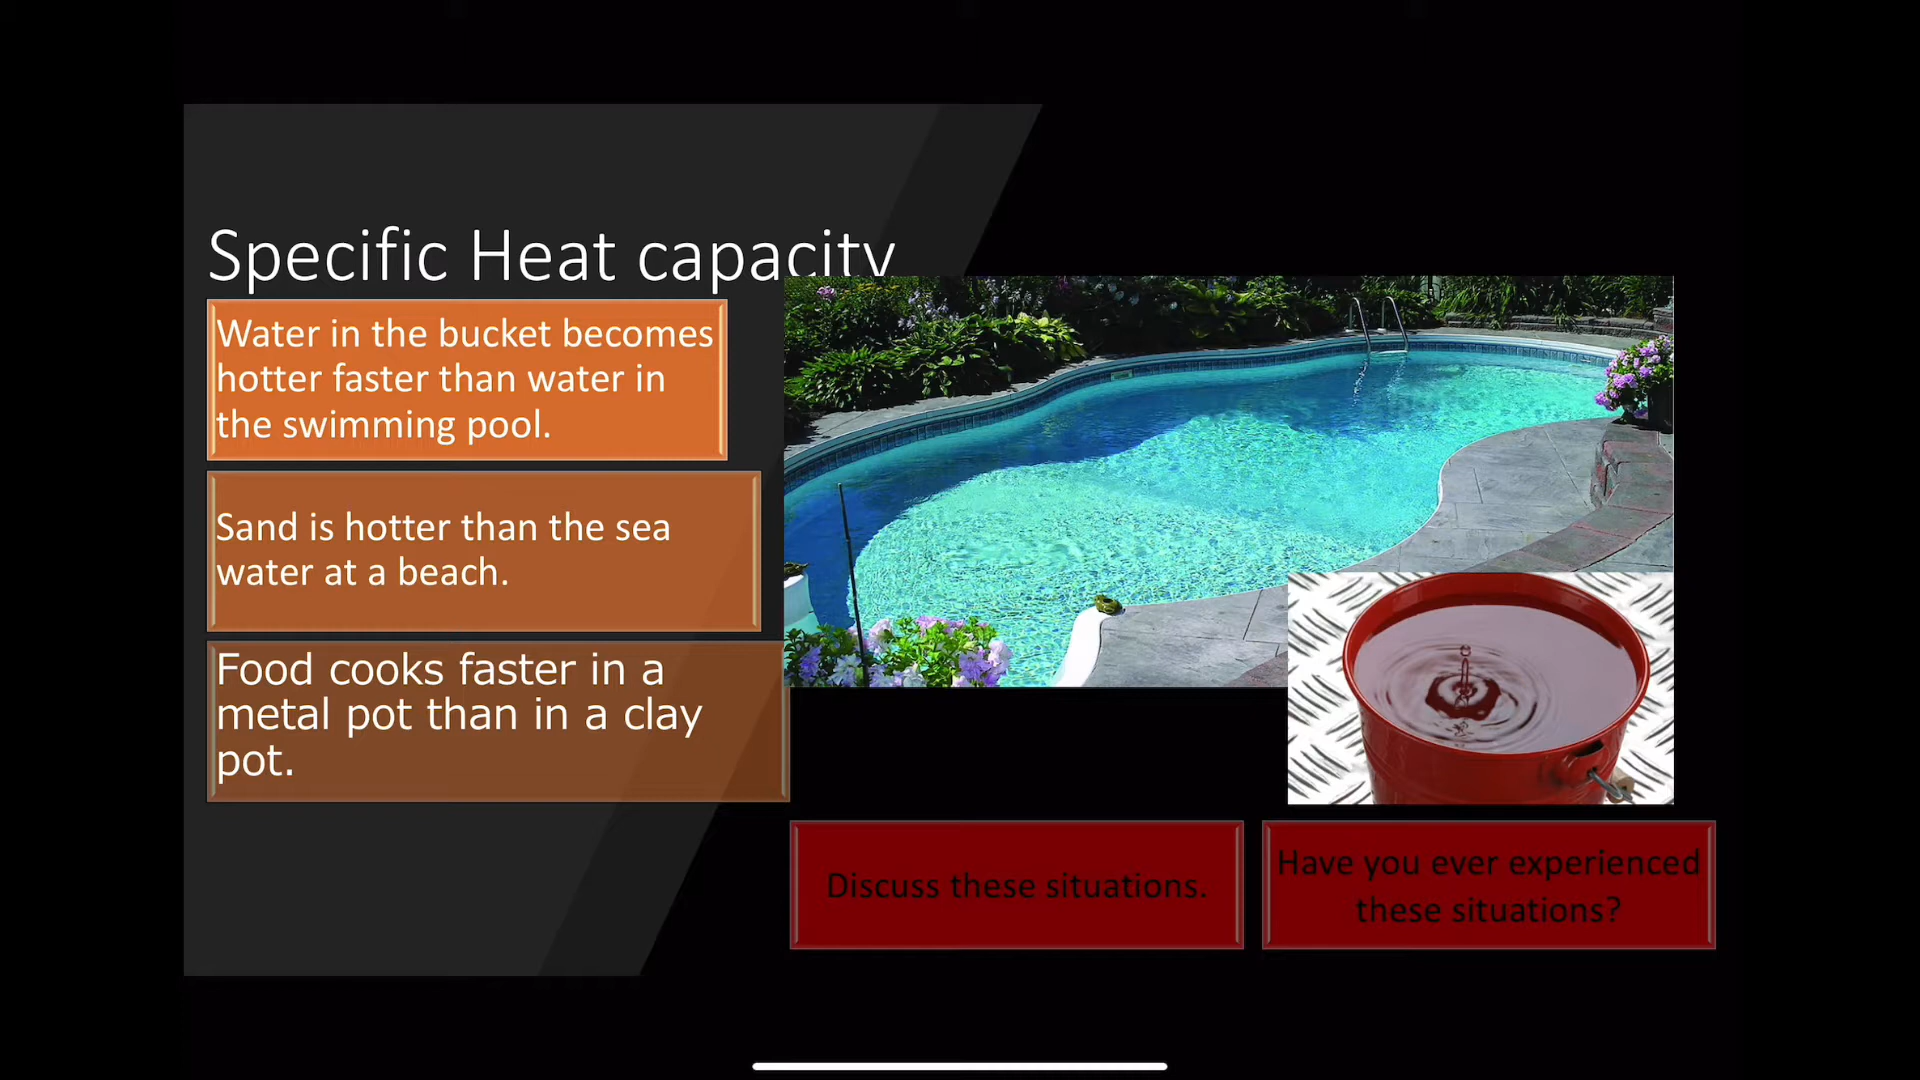 Specific Heat capacity
Water in the bucket becomes
hotter faster than water in
the swimming pool.
Sand is hotter than the sea
water at a beach.
Food cooks faster in a
metal pot than in a clay
pot.
Discuss these situations.
Have you ever experienced
these situations?